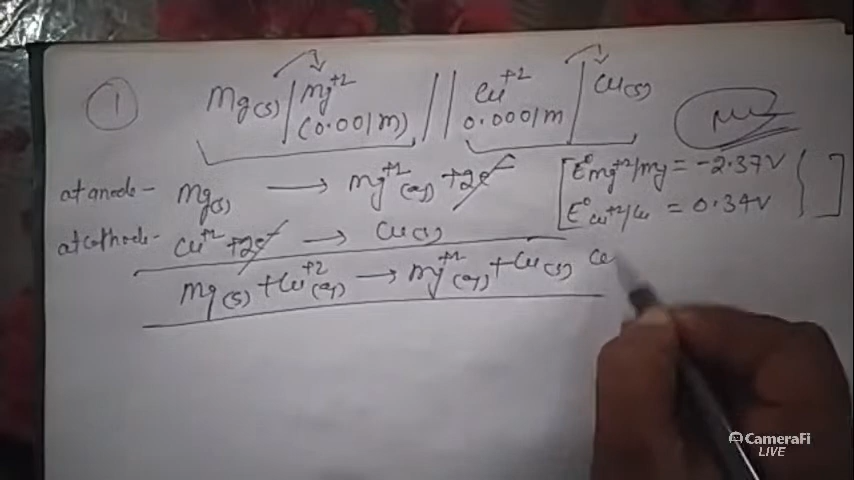 1 Mg(s) | Mg+2 (0.001M) || Cu+2 0.0001M | Cu(s)
at anode - Mg(s) → Mg+2(aq) + 2e-
[E°Mg+2/Mg = -2.37V
at cathode - Cu+2 + 2e- → Cu(s)
E°Cu+2/Cu = 0.34V ]
Mg(s) + Cu+2(aq) → Mg+2(aq) + Cu(s)
CameraFi
LIVE